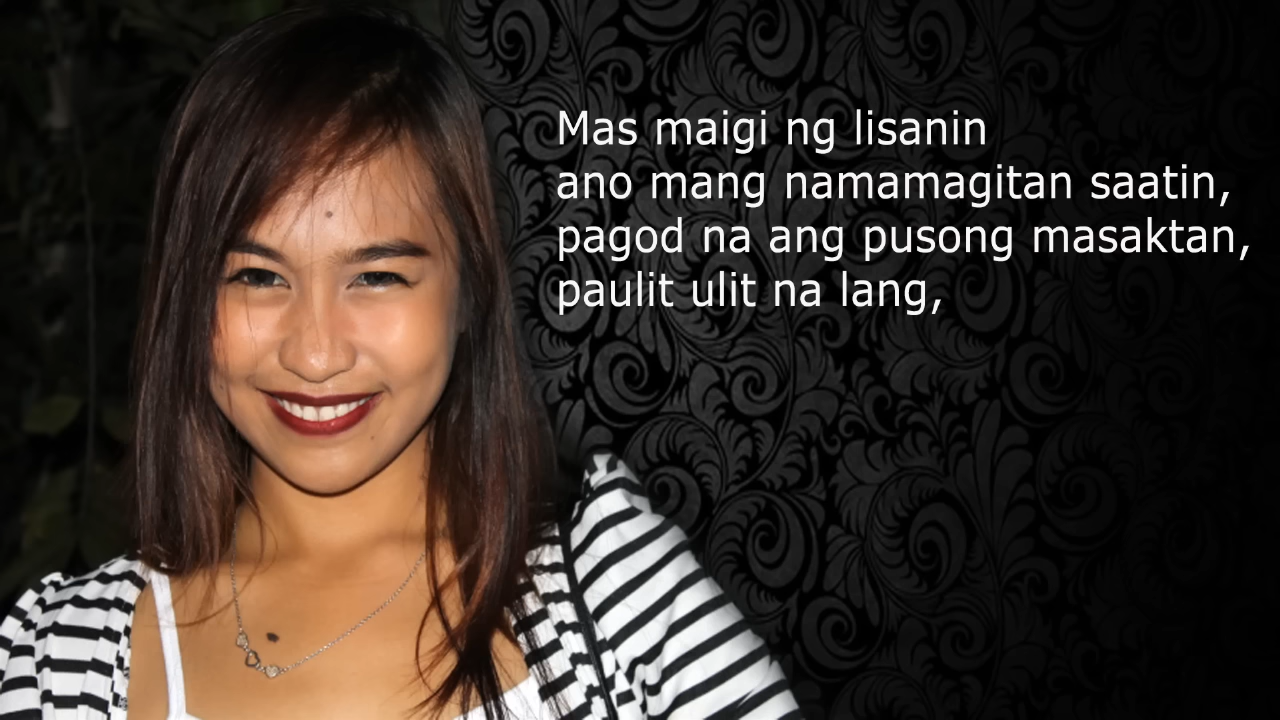 Mas maigi ng lisanin
ano mang namamagitan saatin,
pagod na ang pusong masaktan,
paulit ulit na lang,